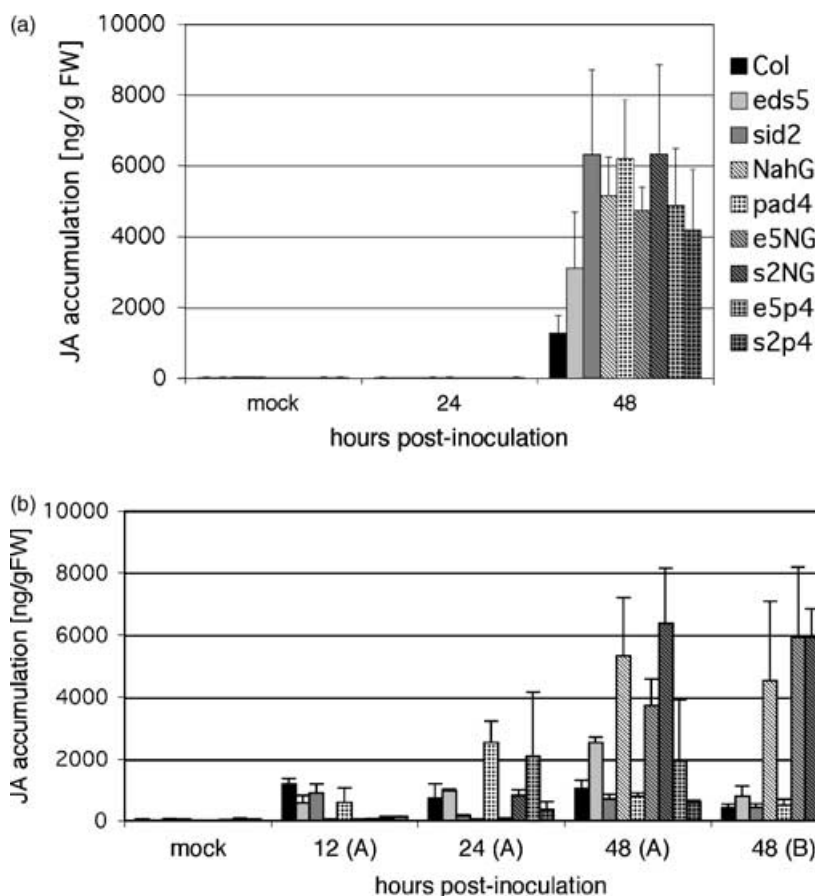 (a)
JA accumulation [ng/g FW]
10000
8000
6000
4000
2000
0
mock 24 48
hours post-inoculation
Col
eds5
sid2
NahG
pad4
e5NG
s2NG
e5p4
s2p4
(b)
JA accumulation [ng/gFW]
10000
8000
6000
4000
2000
0
mock 12 (A) 24 (A) 48 (A) 48 (B)
hours post-inoculation